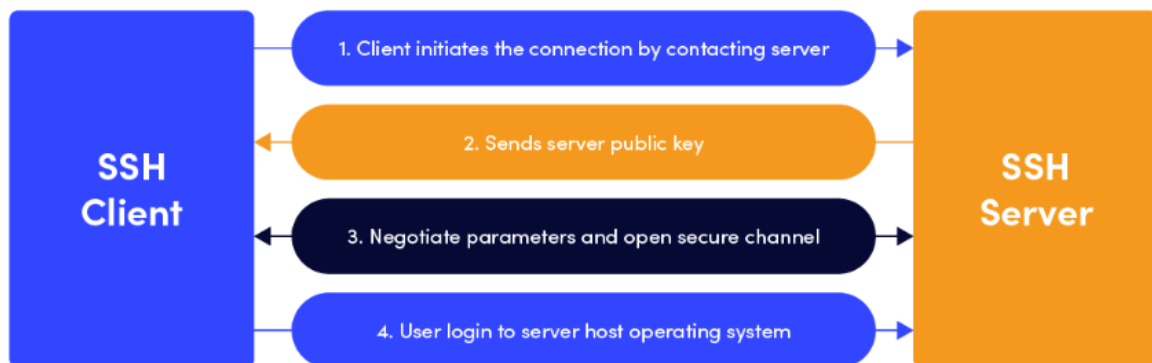 1. Client initiates the connection by contacting server
2. Sends server public key
SSH
Client
SSH
Server
3. Negotiate parameters and open secure channel
4. User login to server host operating system